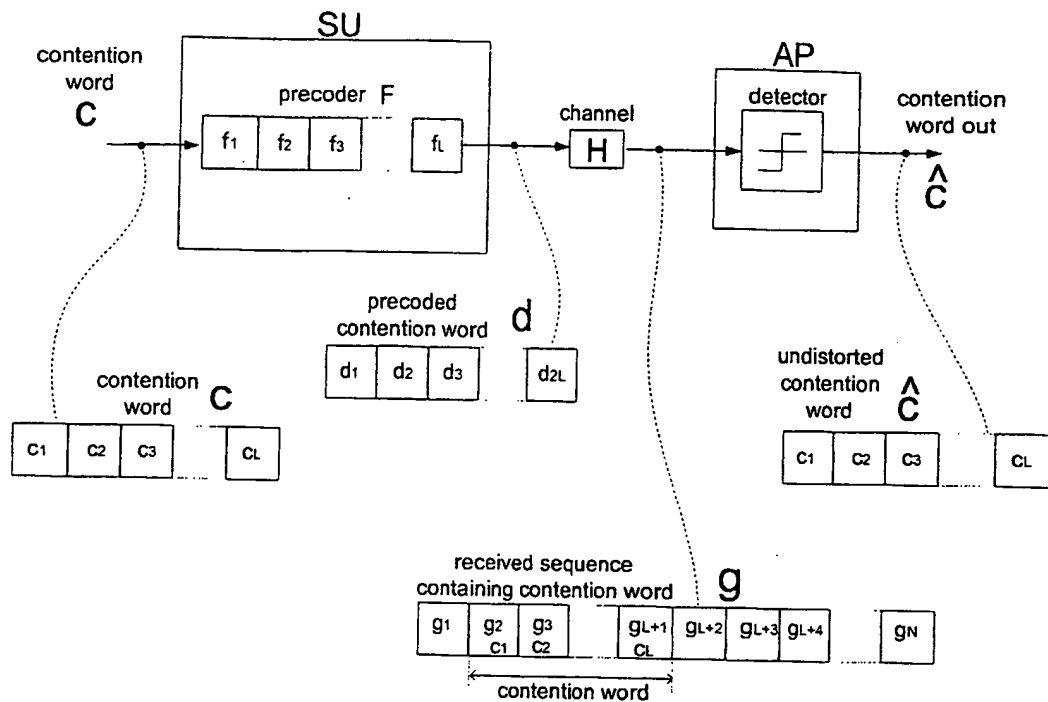 SU
contention
word
C
precoder F
f1 f2 f3 fL
channel
H
AP
detector
contention
word out
Ĉ
precoded
contention word d
d1 d2 d3 d2L
contention
word C
c1 c2 c3 cL
undistorted
contention
word Ĉ
c1 c2 c3 cL
received sequence
containing contention word g
g1 g2 g3 gL+1 gL+2 gL+3 gL+4 gN
c1 c2 cL
contention word